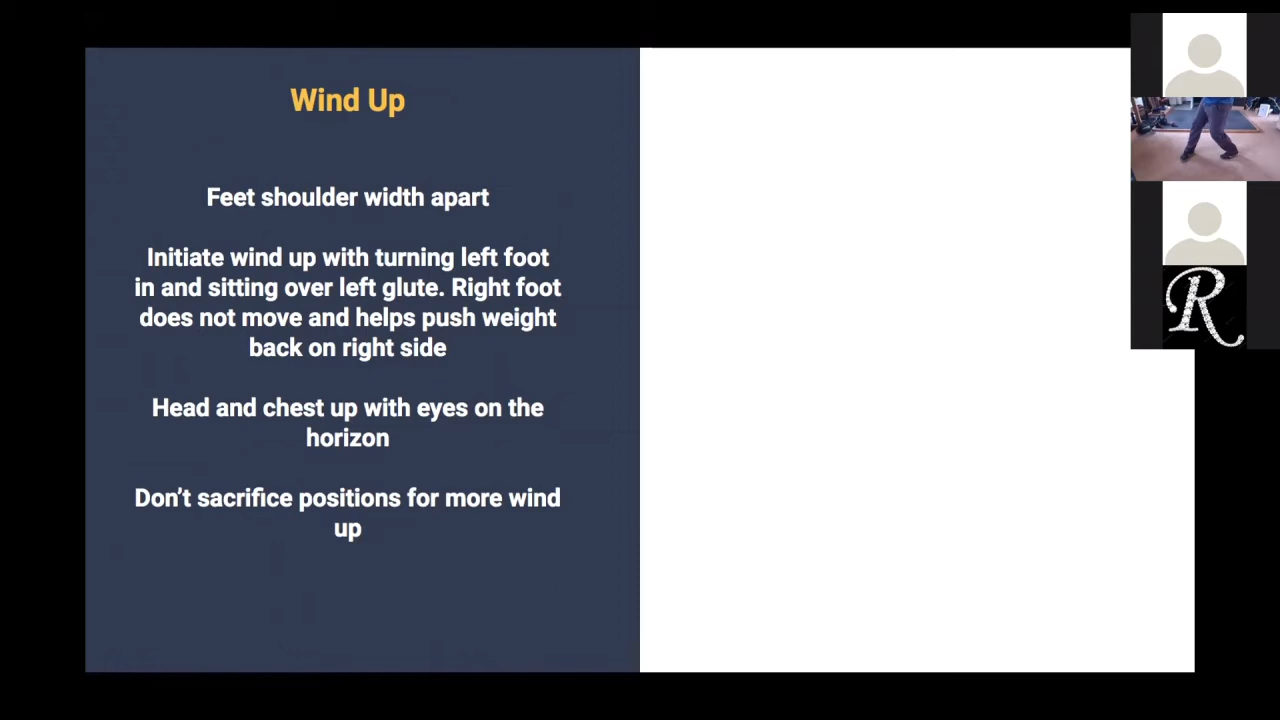 Wind Up
Feet shoulder width apart
Initiate wind up with turning left foot
in and sitting over left glute. Right foot
does not move and helps push weight
back on right side
Head and chest up with eyes on the
horizon
Don’t sacrifice positions for more wind
up
R